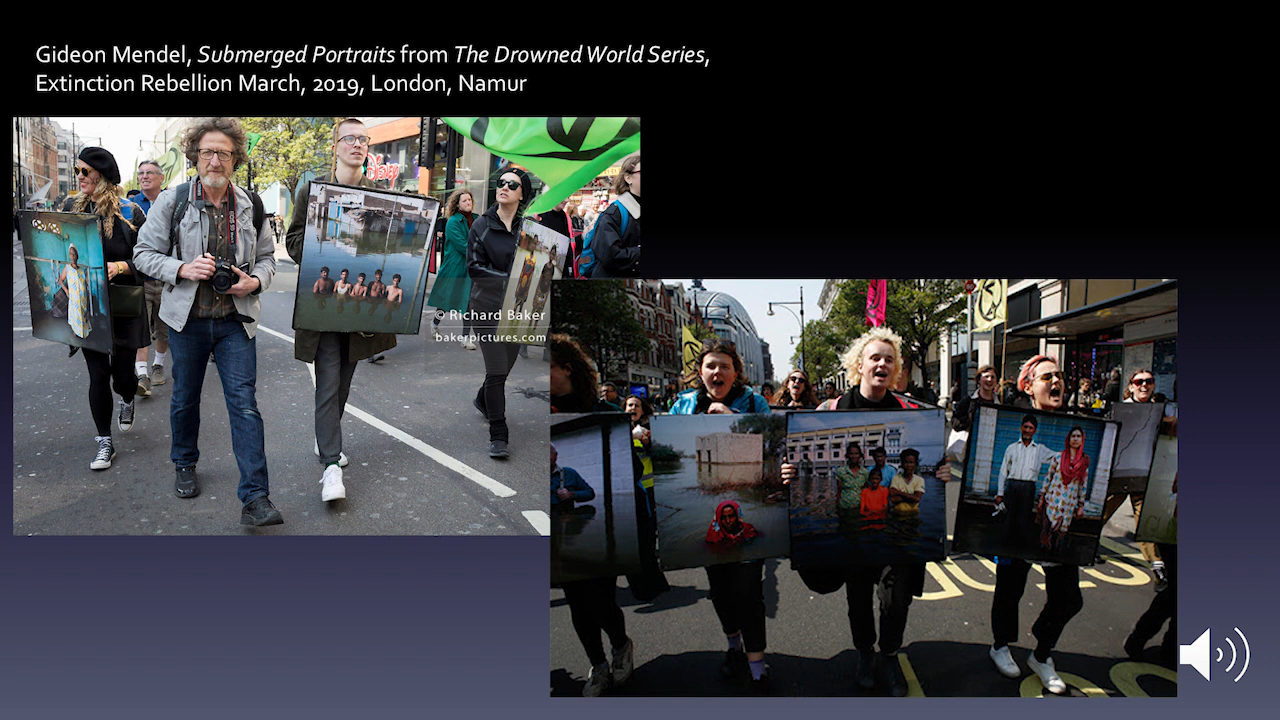 Gideon Mendel, Submerged Portraits from The Drowned World Series,
Extinction Rebellion March, 2019, London, Namur
DISNEY
© Richard Baker
bakerpictures.com